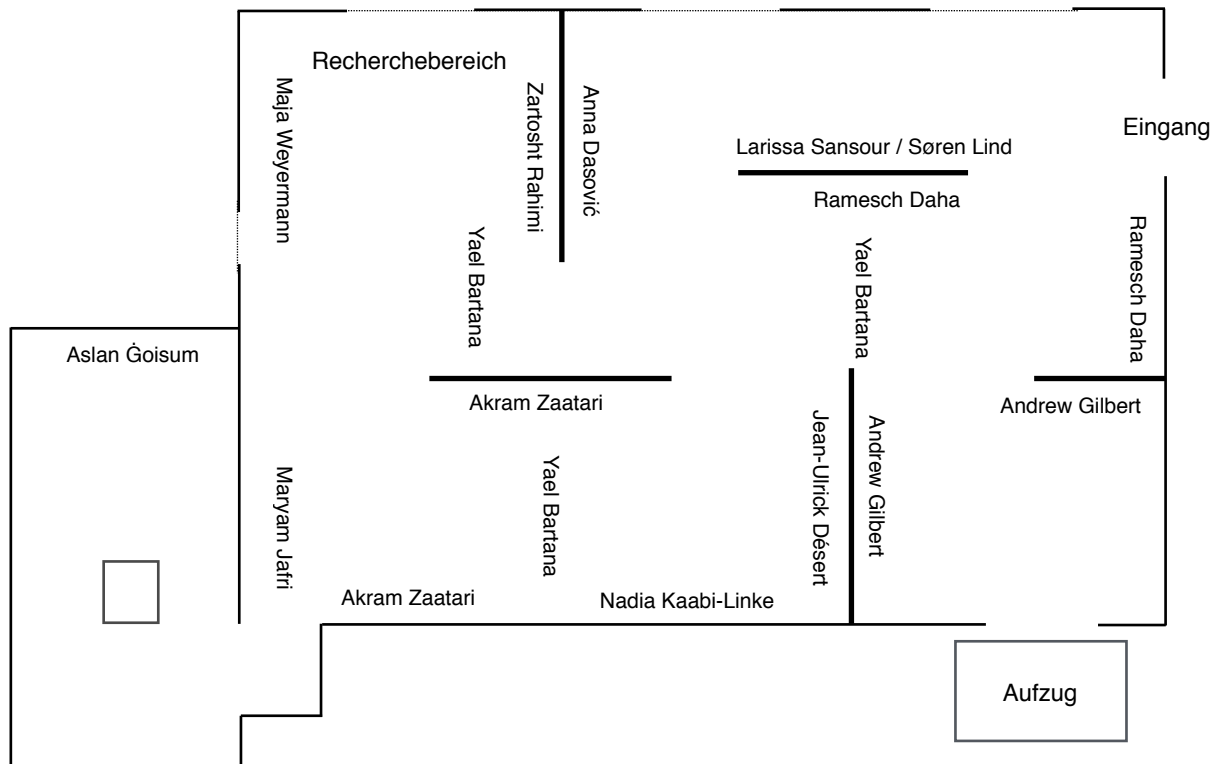 Recherchebereich
Maja Weyermann
Zartosht Rahimi
Anna Dasović
Eingang
Larissa Sansour / Søren Lind
Ramesch Daha
Yael Bartana
Yael Bartana
Ramesch Daha
Aslan Ġoisum
Akram Zaatari
Andrew Gilbert
Maryam Jafri
Yael Bartana
Jean-Ulrick Désert
Andrew Gilbert
Akram Zaatari
Nadia Kaabi-Linke
Aufzug